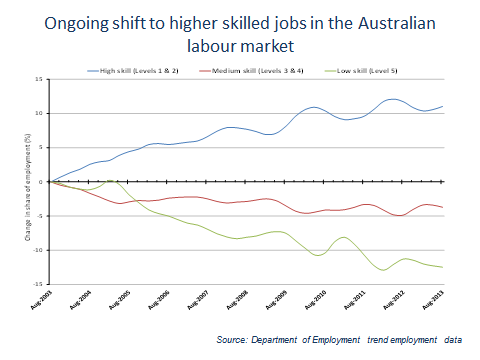 Ongoing shift to higher skilled jobs in the Australian
labour market
High skill (Levels 1 & 2) Medium skill (Levels 3 & 4) Low skill (Level 5)
Change in share of employment (%)
15
10
5
0
-5
-10
-15
Aug-2003 Aug-2004 Aug-2005 Aug-2006 Aug-2007 Aug-2008 Aug-2009 Aug-2010 Aug-2011 Aug-2012 Aug-2013
Source: Department of Employment trend employment data